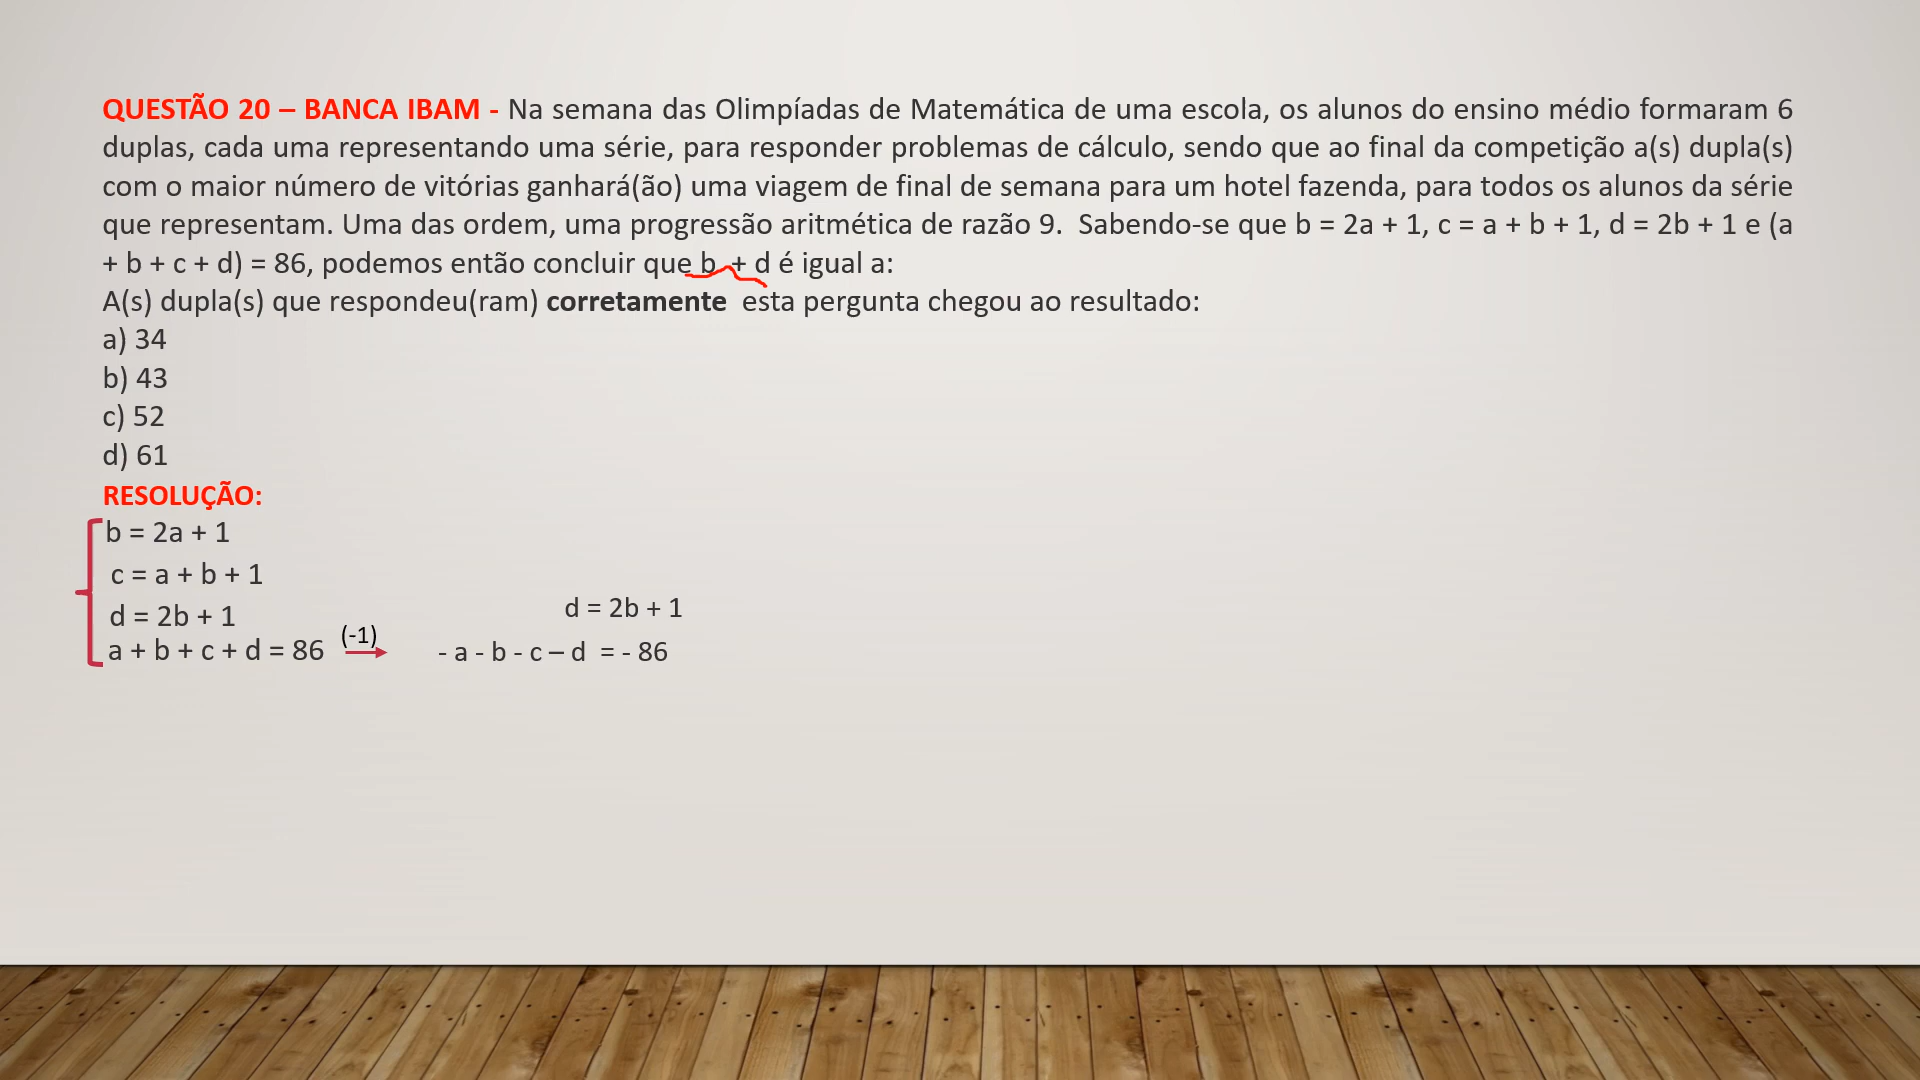 QUESTÃO 20 – BANCA IBAM - Na semana das Olimpíadas de Matemática de uma escola, os alunos do ensino médio formaram 6
duplas, cada uma representando uma série, para responder problemas de cálculo, sendo que ao final da competição a(s) dupla(s)
com o maior número de vitórias ganhará(ão) uma viagem de final de semana para um hotel fazenda, para todos os alunos da série
que representam. Uma das ordem, uma progressão aritmética de razão 9. Sabendo-se que b = 2a + 1, c = a + b + 1, d = 2b + 1 e (a
+ b + c + d) = 86, podemos então concluir que b + d é igual a:
A(s) dupla(s) que respondeu(ram) corretamente esta pergunta chegou ao resultado:
a) 34
b) 43
c) 52
d) 61
RESOLUÇÃO:
b = 2a + 1
c = a + b + 1
d = 2b + 1
d = 2b + 1
a + b + c + d = 86 (-1) - a - b - c – d = - 86